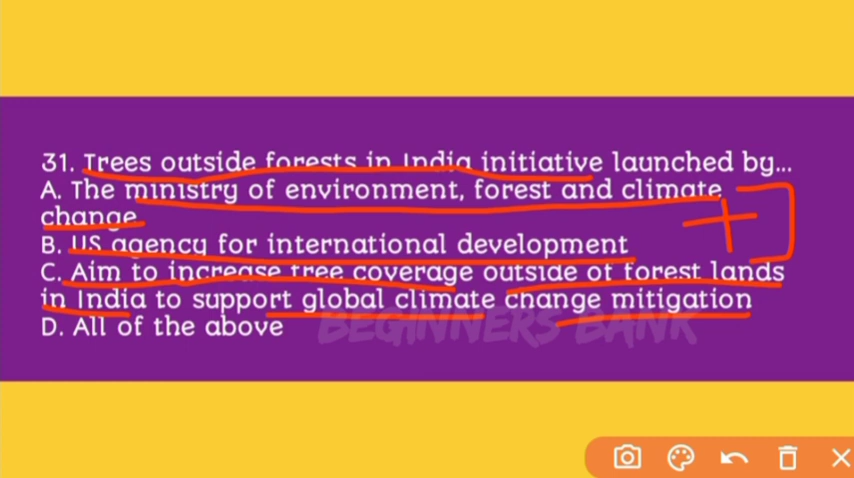 31. Trees outside forests in India initiative launched by...
A. The ministry of environment, forest and climate
change
B. US agency for international development
C. Aim to increase tree coverage outside of forest lands
in India to support global climate change mitigation
D. All of the above
BEGINNERS BANK